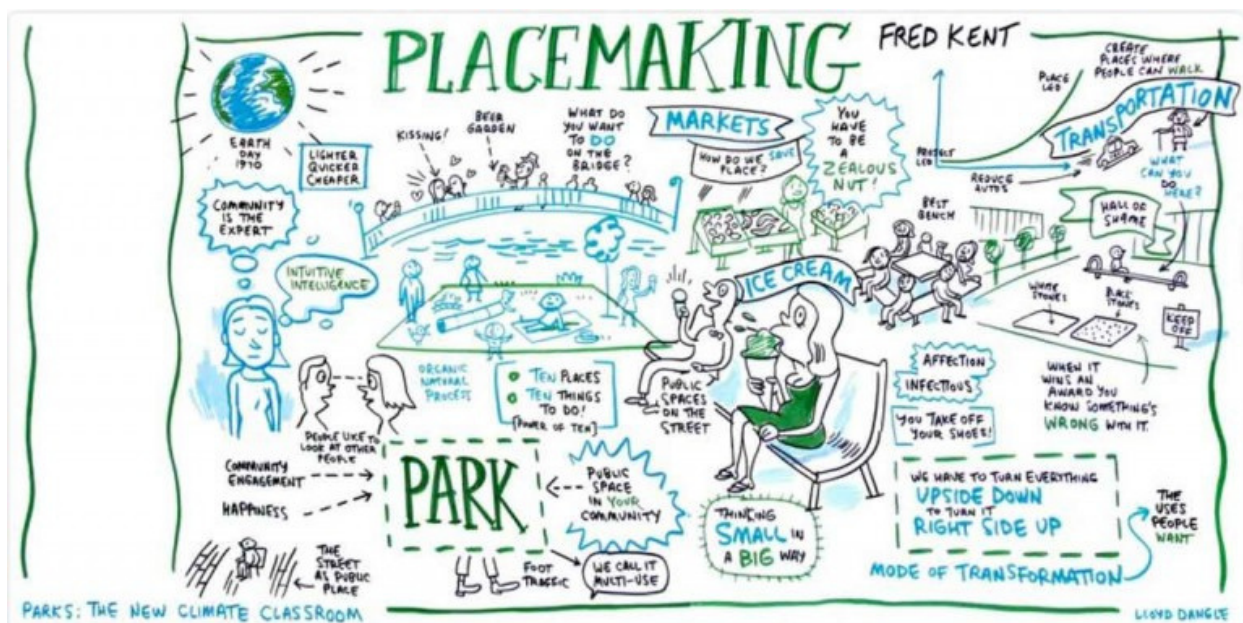 PLACEMAKING
FRED KENT
EARTH
DAY
1970
LIGHTER
QUICKER
CHEAPER
COMMUNITY
IS THE
EXPERT
INTUITIVE
INTELLIGENCE
KISSING!
BEER
GARDEN
WHAT DO
YOU WANT
TO DO
ON THE
BRIDGE?
MARKETS
HOW DO WE SAVE
PLACE?
YOU
HAVE
TO BE
A
ZEALOUS
NUT!
PROJECT
LED
PLACE
LED
CREATE
PLACES WHERE
PEOPLE CAN WALK
TRANSPORTATION
REDUCE
AUTOS
WHAT
CAN YOU
DO
HERE?
BEST
BENCH
HALL OF
SHAME
WHITE
STONES
BLACK
STONES
KEEP
OFF
WHEN IT
WINS AN
AWARD YOU
KNOW SOMETHING'S
WRONG WITH IT.
ICE CREAM
ORGANIC
NATURAL
PROCESS
TEN PLACES
TEN THINGS
TO DO!
[POWER OF TEN]
PUBLIC
SPACES
ON THE
STREET
AFFECTION
INFECTIOUS
YOU TAKE OFF
YOUR SHOES!
PEOPLE LIKE TO
LOOK AT OTHER
PEOPLE
COMMUNITY
ENGAGEMENT
HAPPINESS
PARK
PUBLIC
SPACE
IN YOUR
COMMUNITY
THINKING
SMALL IN
A BIG WAY
WE HAVE TO TURN EVERYTHING
UPSIDE DOWN
TO TURN IT
RIGHT SIDE UP
MODE OF TRANSFORMATION
THE
USES
PEOPLE
WANT
THE
STREET
AS PUBLIC
PLACE
FOOT
TRAFFIC
WE CALL IT
MULTI-USE
PARKS: THE NEW CLIMATE CLASSROOM
LLOYD DANGLE